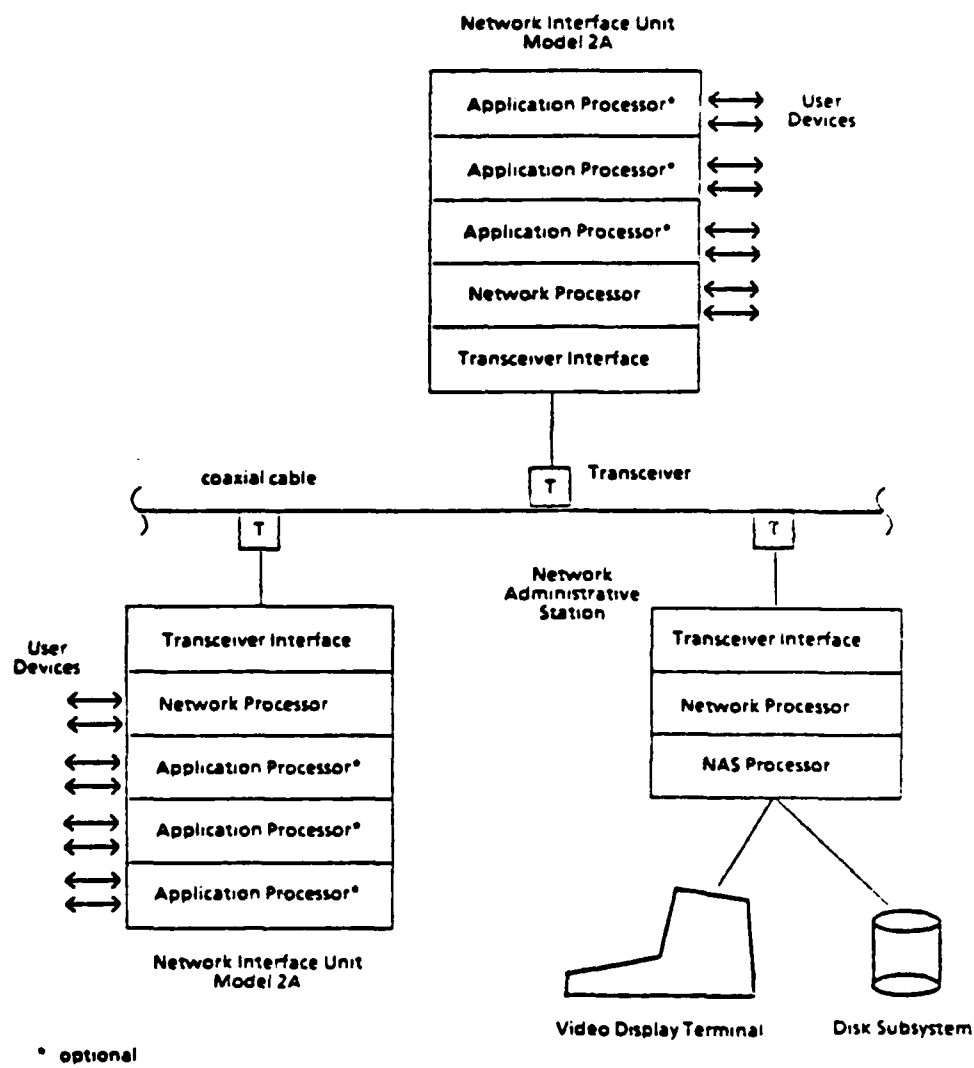 Network Interface Unit
Model 2A
Application Processor*
User
Devices
Application Processor*
Application Processor*
Network Processor
Transceiver Interface
coaxial cable
T
Transceiver
T
T
Network
Administrative
Station
User
Devices
Transceiver Interface
Network Processor
Application Processor*
Application Processor*
Application Processor*
Network Interface Unit
Model 2A
Transceiver Interface
Network Processor
NAS Processor
Video Display Terminal
Disk Subsystem
* optional